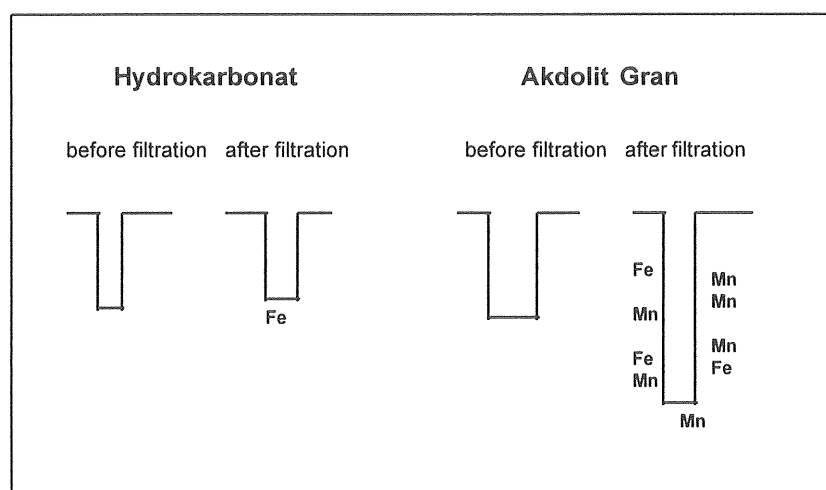 Hydrokarbonat
Akdolit Gran
before filtration after filtration
before filtration after filtration
Fe
Fe
Mn
Fe
Mn
Mn
Mn
Mn
Fe
Mn